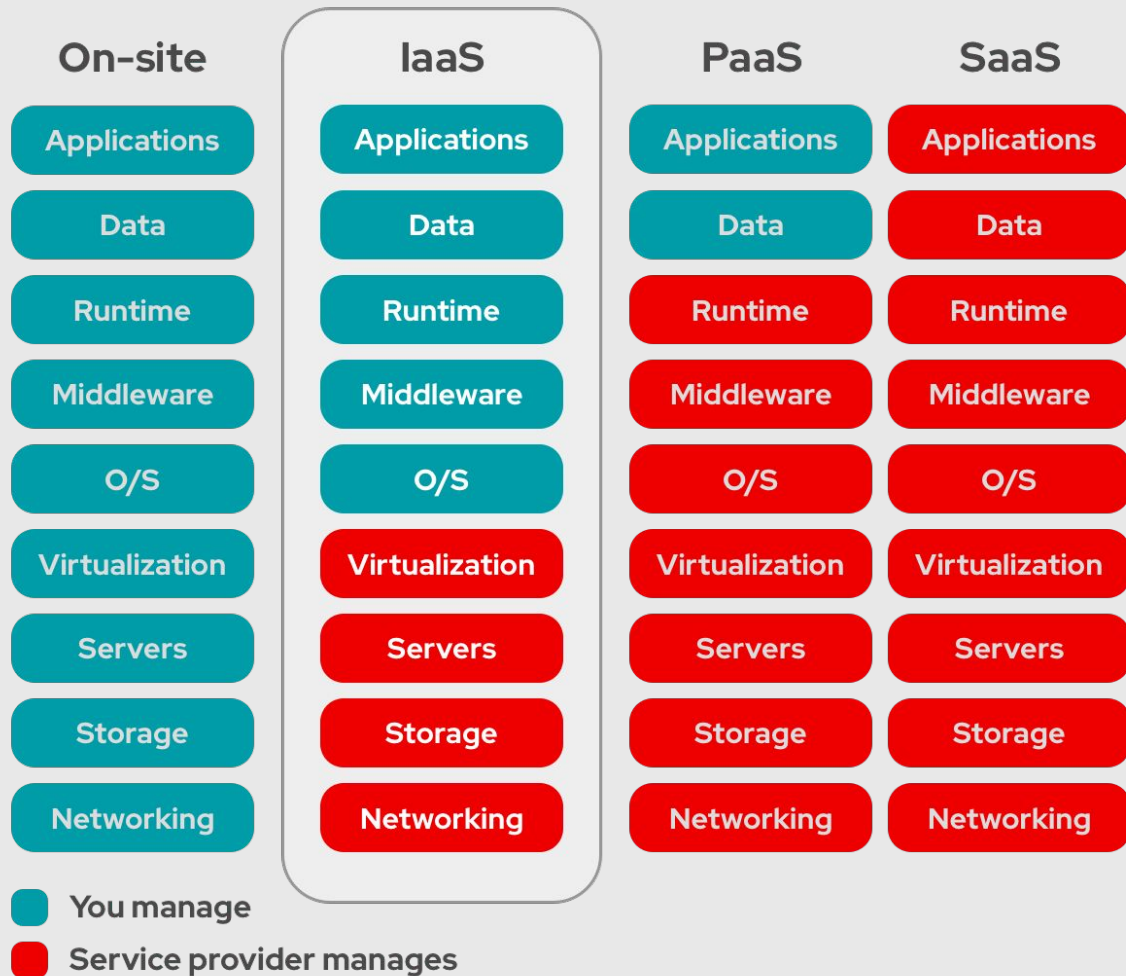 On-site
IaaS
PaaS
SaaS
Applications
Applications
Applications
Applications
Data
Data
Data
Data
Runtime
Runtime
Runtime
Runtime
Middleware
Middleware
Middleware
Middleware
O/S
O/S
O/S
O/S
Virtualization
Virtualization
Virtualization
Virtualization
Servers
Servers
Servers
Servers
Storage
Storage
Storage
Storage
Networking
Networking
Networking
Networking
You manage
Service provider manages